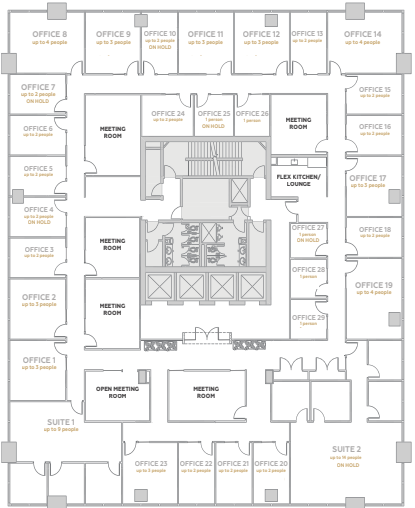 OFFICE 8
up to 4 people
OFFICE 9
up to 3 people
OFFICE 10
up to 2 people
ON HOLD
OFFICE 11
up to 3 people
OFFICE 12
up to 3 people
OFFICE 13
up to 2 people
OFFICE 14
up to 4 people
OFFICE 7
up to 2 people
ON HOLD
OFFICE 6
up to 2 people
OFFICE 5
up to 2 people
OFFICE 4
up to 2 people
ON HOLD
OFFICE 3
up to 2 people
OFFICE 2
up to 3 people
OFFICE 1
up to 3 people
SUITE 1
up to 9 people
MEETING
ROOM
OFFICE 24
up to 2 people
OFFICE 25
1 person
ON HOLD
OFFICE 26
1 person
MEETING
ROOM
FLEX KITCHEN/
LOUNGE
OFFICE 15
up to 2 people
OFFICE 16
up to 2 people
OFFICE 17
up to 3 people
OFFICE 18
up to 2 people
OFFICE 19
up to 4 people
OFFICE 27
1 person
ON HOLD
OFFICE 28
1 person
OFFICE 29
1 person
MEETING
ROOM
MEETING
ROOM
OPEN MEETING
ROOM
MEETING
ROOM
OFFICE 23
up to 3 people
OFFICE 22
up to 2 people
OFFICE 21
up to 2 people
OFFICE 20
up to 2 people
SUITE 2
ON HOLD